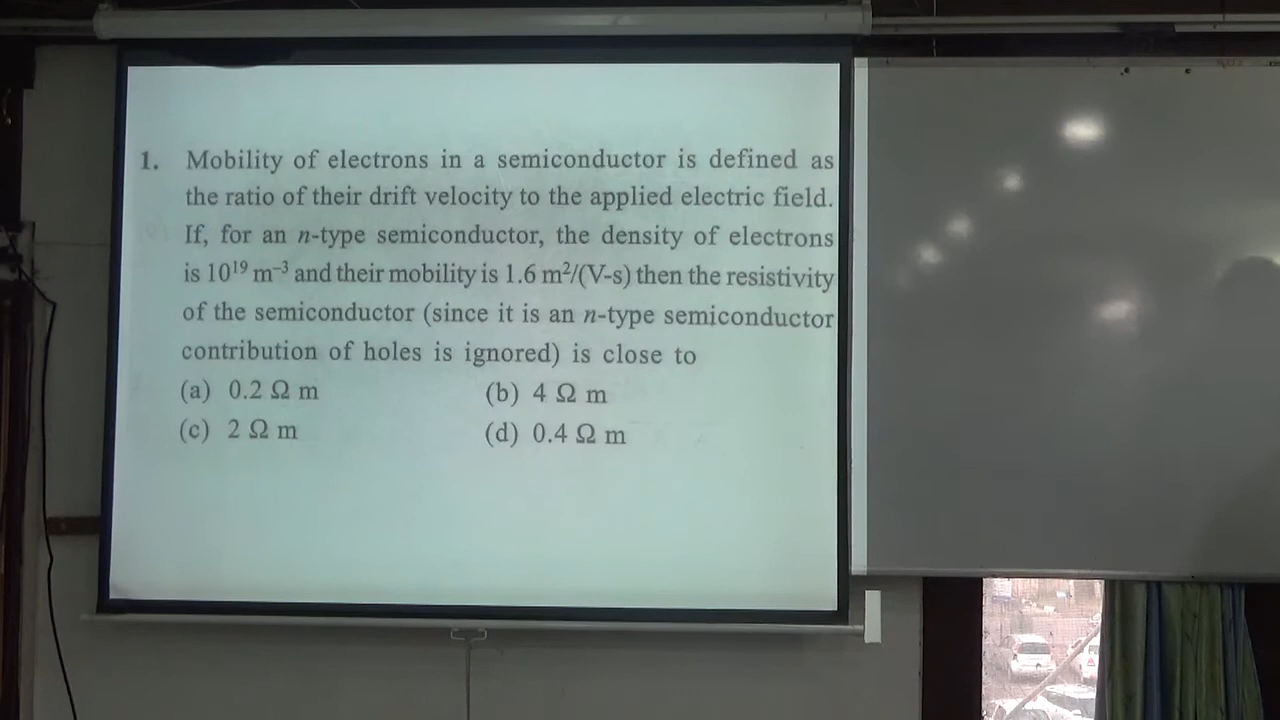 1. Mobility of electrons in a semiconductor is defined as
the ratio of their drift velocity to the applied electric field.
If, for an n-type semiconductor, the density of electrons
is 10¹⁹ m⁻³ and their mobility is 1.6 m²/(V-s) then the resistivity
of the semiconductor (since it is an n-type semiconductor
contribution of holes is ignored) is close to
(a) 0.2 Ω m (b) 4 Ω m
(c) 2 Ω m (d) 0.4 Ω m